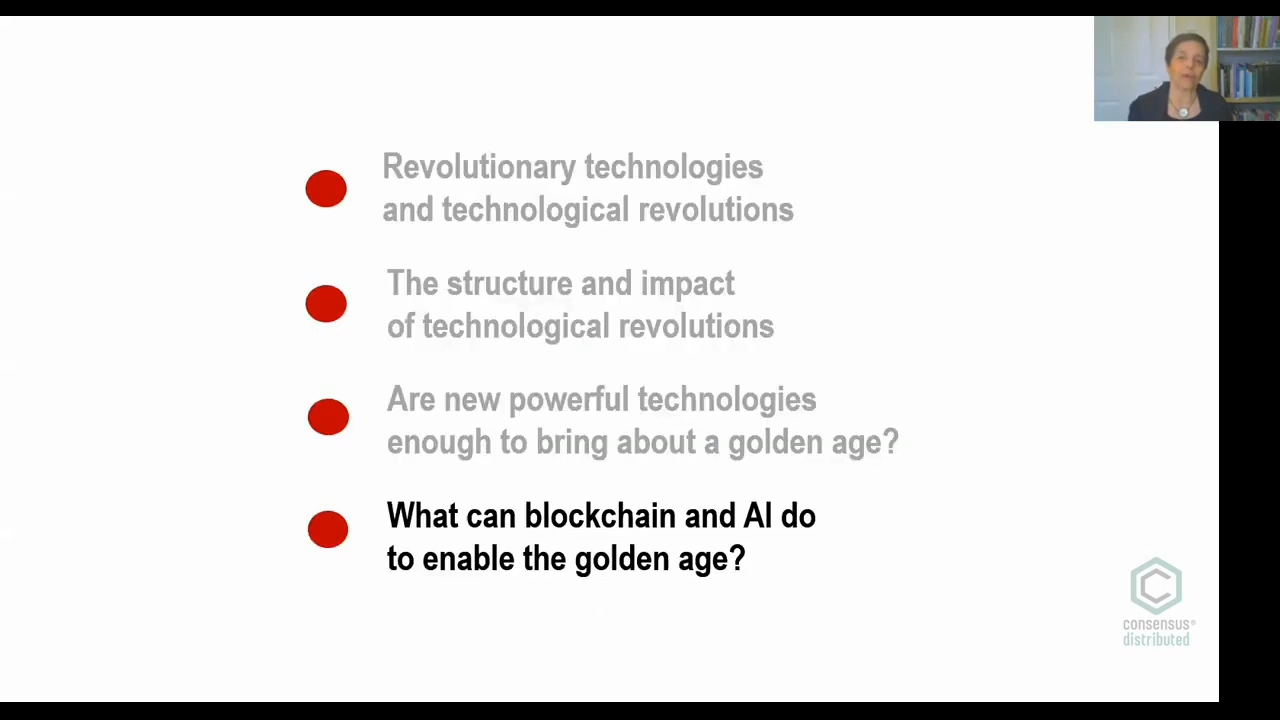 Revolutionary technologies
and technological revolutions
The structure and impact
of technological revolutions
Are new powerful technologies
enough to bring about a golden age?
What can blockchain and AI do
to enable the golden age?
consensus®
distributed